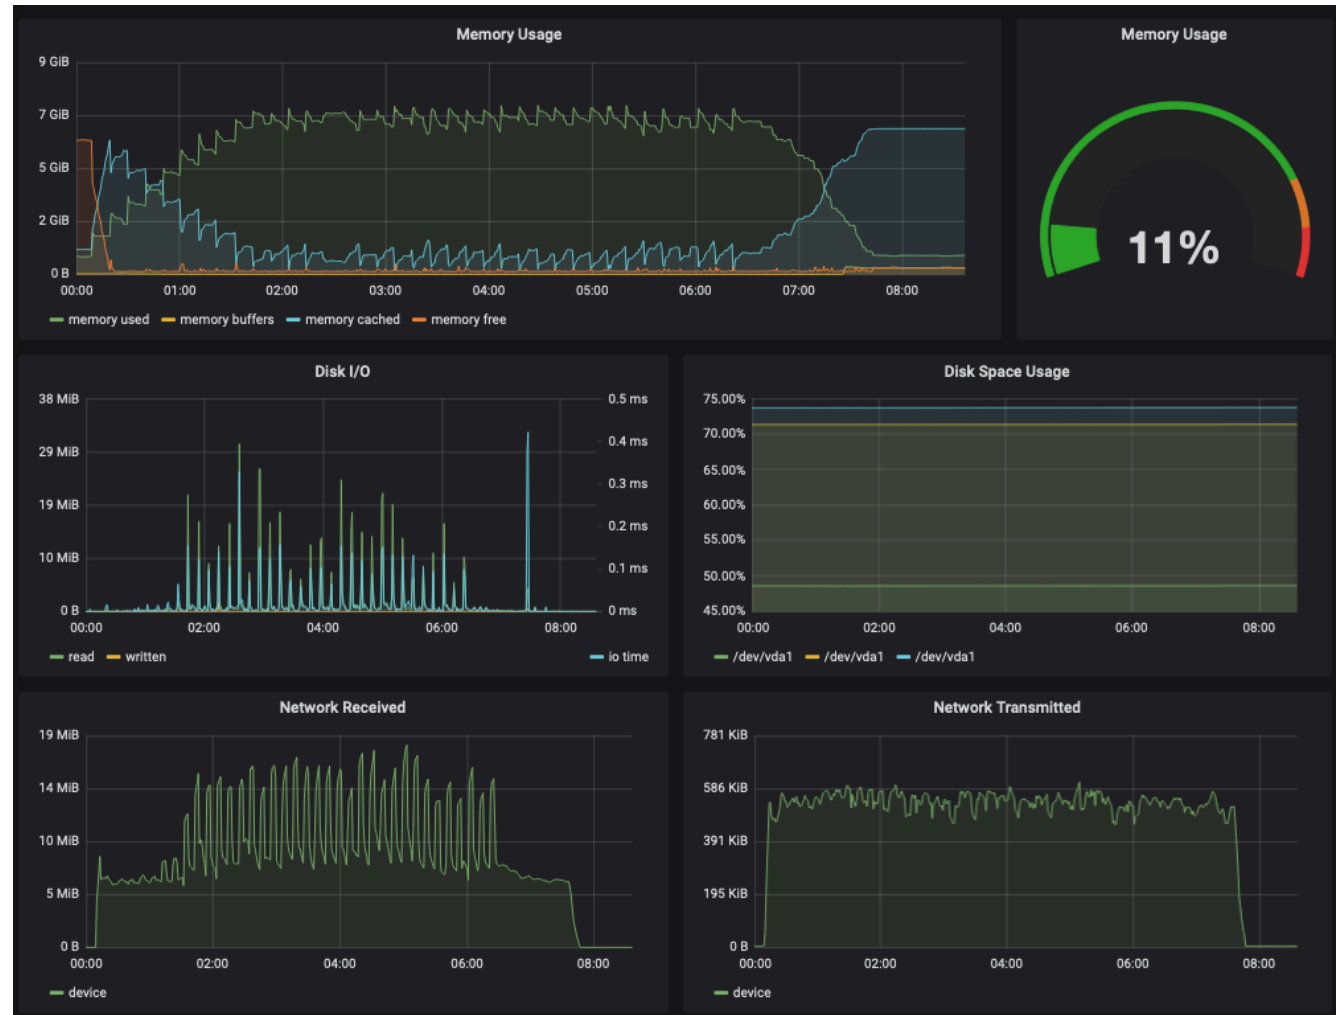 Memory Usage
9 GiB
7 GiB
5 GiB
2 GiB
0 B
00:00 01:00 02:00 03:00 04:00 05:00 06:00 07:00 08:00
memory used memory buffers memory cached memory free
Memory Usage
11%
Disk I/O
38 MiB 0.5 ms
0.4 ms
29 MiB
0.3 ms
19 MiB
0.2 ms
10 MiB
0.1 ms
0 B 0 ms
00:00 02:00 04:00 06:00 08:00
read written io time
Disk Space Usage
75.00%
70.00%
65.00%
60.00%
55.00%
50.00%
45.00%
00:00 02:00 04:00 06:00 08:00
/dev/vda1 /dev/vda1 /dev/vda1
Network Received
19 MiB
14 MiB
10 MiB
5 MiB
0 B
00:00 02:00 04:00 06:00 08:00
device
Network Transmitted
781 KiB
586 KiB
391 KiB
195 KiB
0 B
00:00 02:00 04:00 06:00 08:00
device